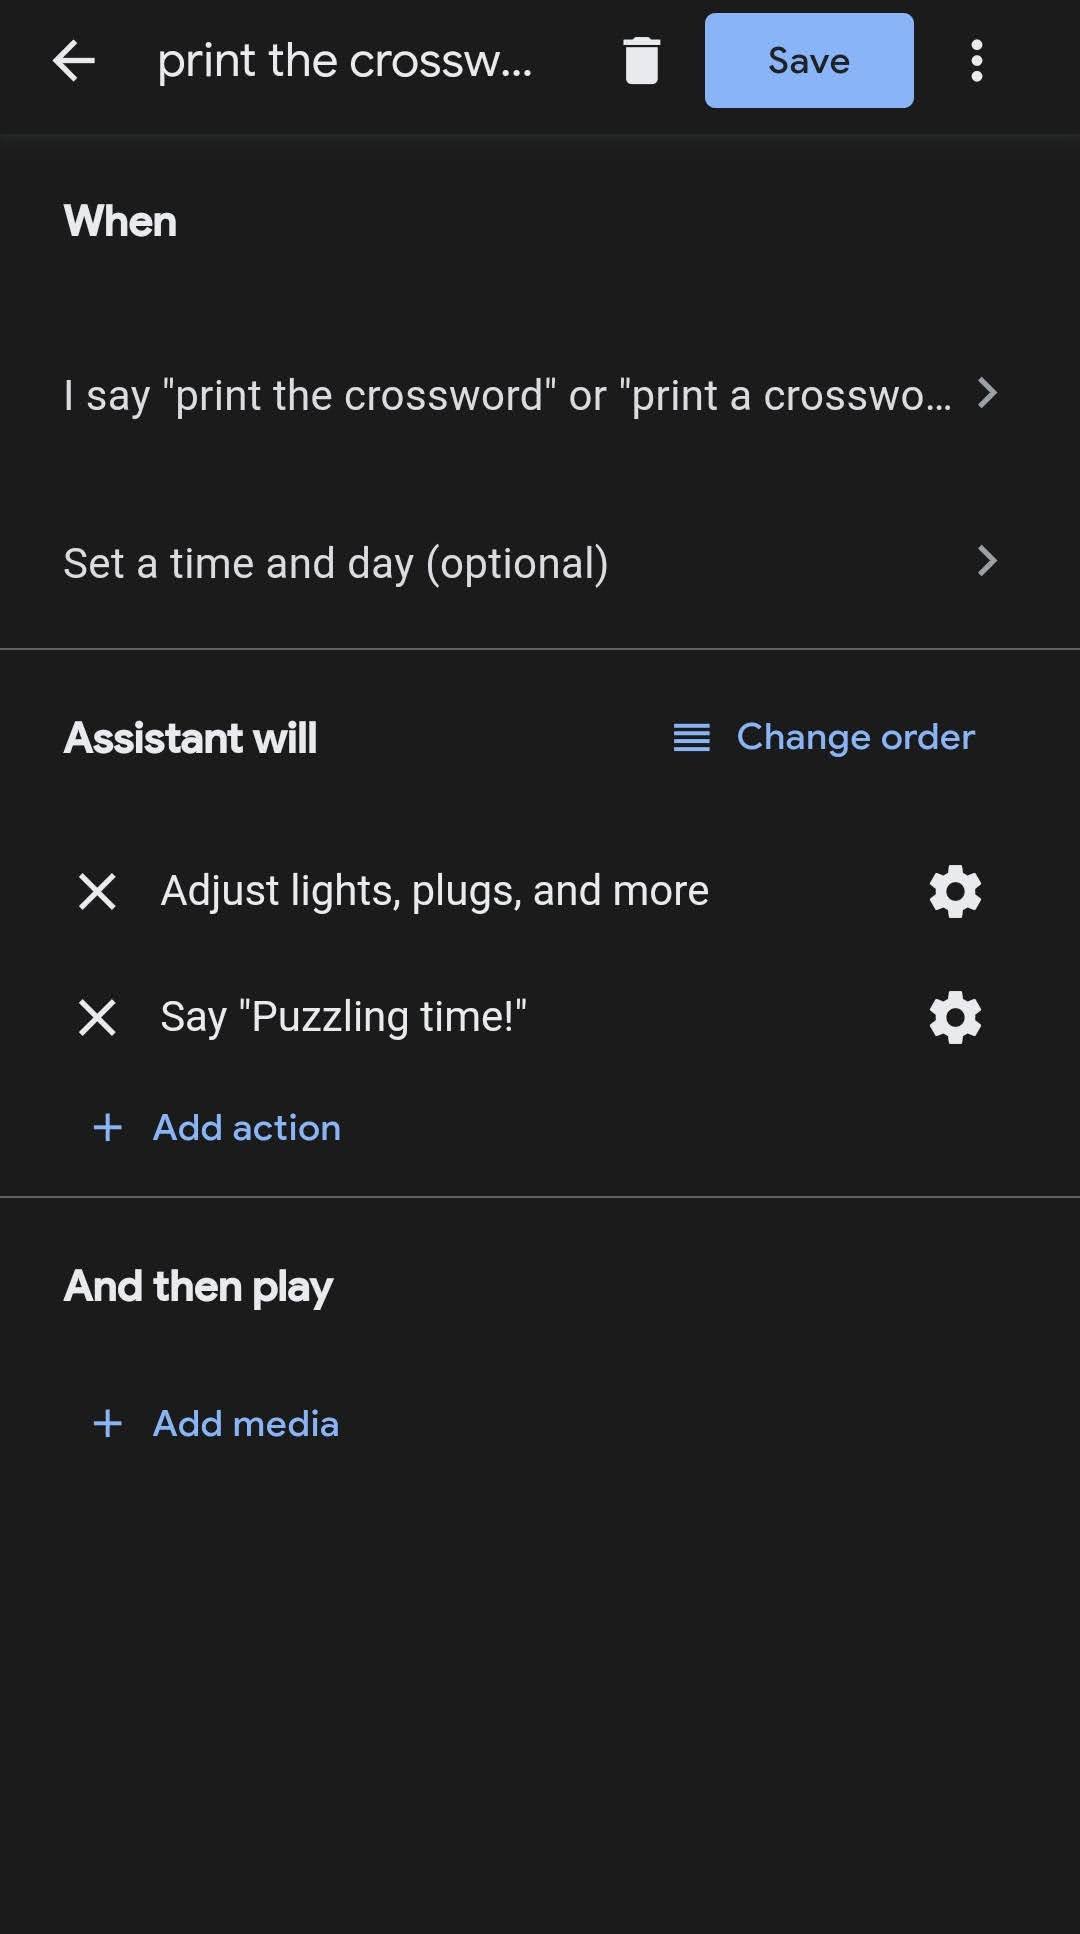 print the crossw...
Save
When
I say "print the crossword" or "print a crosswo...
Set a time and day (optional)
Assistant will
Change order
Adjust lights, plugs, and more
Say "Puzzling time!"
Add action
And then play
Add media